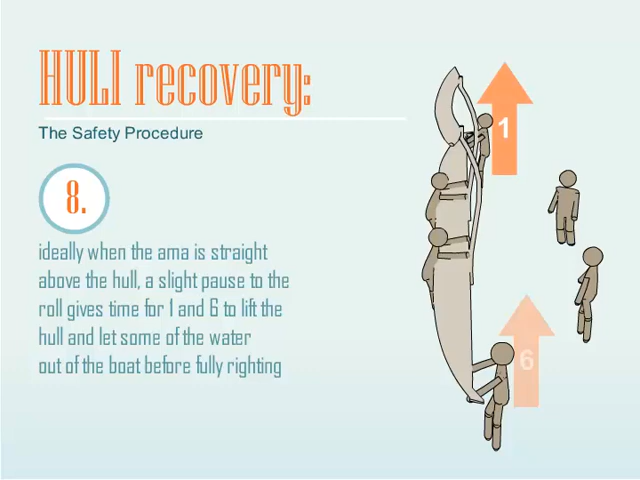 HULI recovery:
The Safety Procedure
8.
ideally when the ama is straight
above the hull, a slight pause to the
roll gives time for 1 and 6 to lift the
hull and let some of the water
out of the boat before fully righting
1
6